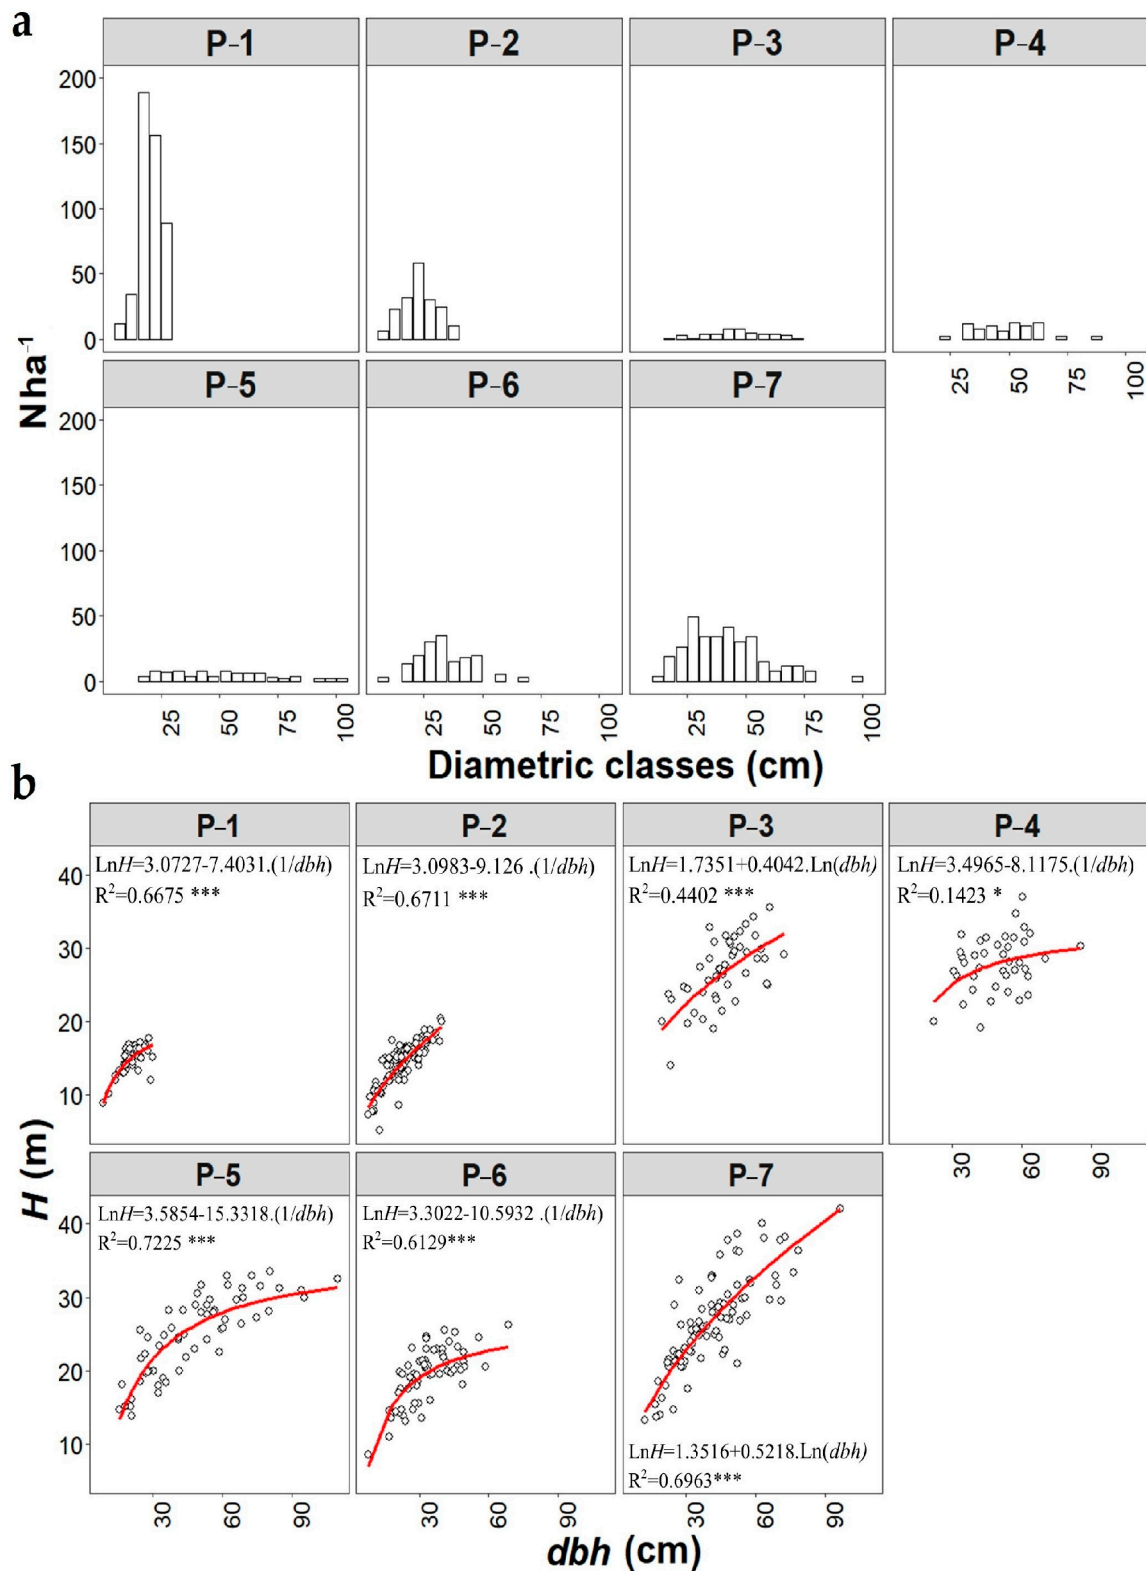 a
P-1 P-2 P-3 P-4
200
150
100
50
0
25 50 75 100
P-5 P-6 P-7
200
150
100
50
0
25 50 75 100 25 50 75 100 25 50 75 100
Nha⁻¹
Diametric classes (cm)
b
P-1 P-2 P-3 P-4
LnH=3.0727-7.4031.(1/dbh) LnH=3.0983-9.126 .(1/dbh) LnH=1.7351+0.4042.Ln(dbh) LnH=3.4965-8.1175.(1/dbh)
R²=0.6675 *** R²=0.6711 *** R²=0.4402 *** R²=0.1423 *
40
30
20
10
30 60 90
P-5 P-6 P-7
LnH=3.5854-15.3318.(1/dbh) LnH=3.3022-10.5932 .(1/dbh)
R²=0.7225 *** R²=0.6129***
40
30
20
10
LnH=1.3516+0.5218.Ln(dbh)
R²=0.6963***
30 60 90 30 60 90 30 60 90
H (m)
dbh (cm)